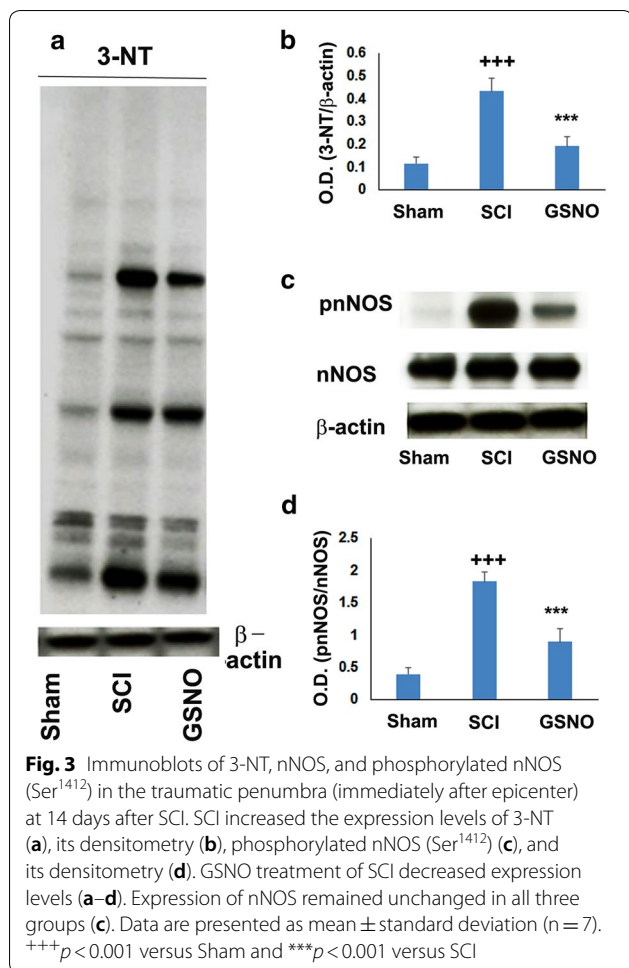 a
3-NT
β-
actin
Sham
SCI
GSNO
b
O.D. (3-NT/β-actin)
0.6
0.5
0.4
0.3
0.2
0.1
0
+++
***
Sham SCI GSNO
c
pnNOS
nNOS
β-actin
Sham SCI GSNO
d
O.D. (pnNOS/nNOS)
2.5
2
1.5
1
0.5
0
+++
***
Sham SCI GSNO
Fig. 3 Immunoblots of 3-NT, nNOS, and phosphorylated nNOS
(Ser¹⁴¹²) in the traumatic penumbra (immediately after epicenter)
at 14 days after SCI. SCI increased the expression levels of 3-NT
(a), its densitometry (b), phosphorylated nNOS (Ser¹⁴¹²) (c), and
its densitometry (d). GSNO treatment of SCI decreased expression
levels (a–d). Expression of nNOS remained unchanged in all three
groups (c). Data are presented as mean ± standard deviation (n = 7).
+++p < 0.001 versus Sham and ***p < 0.001 versus SCI